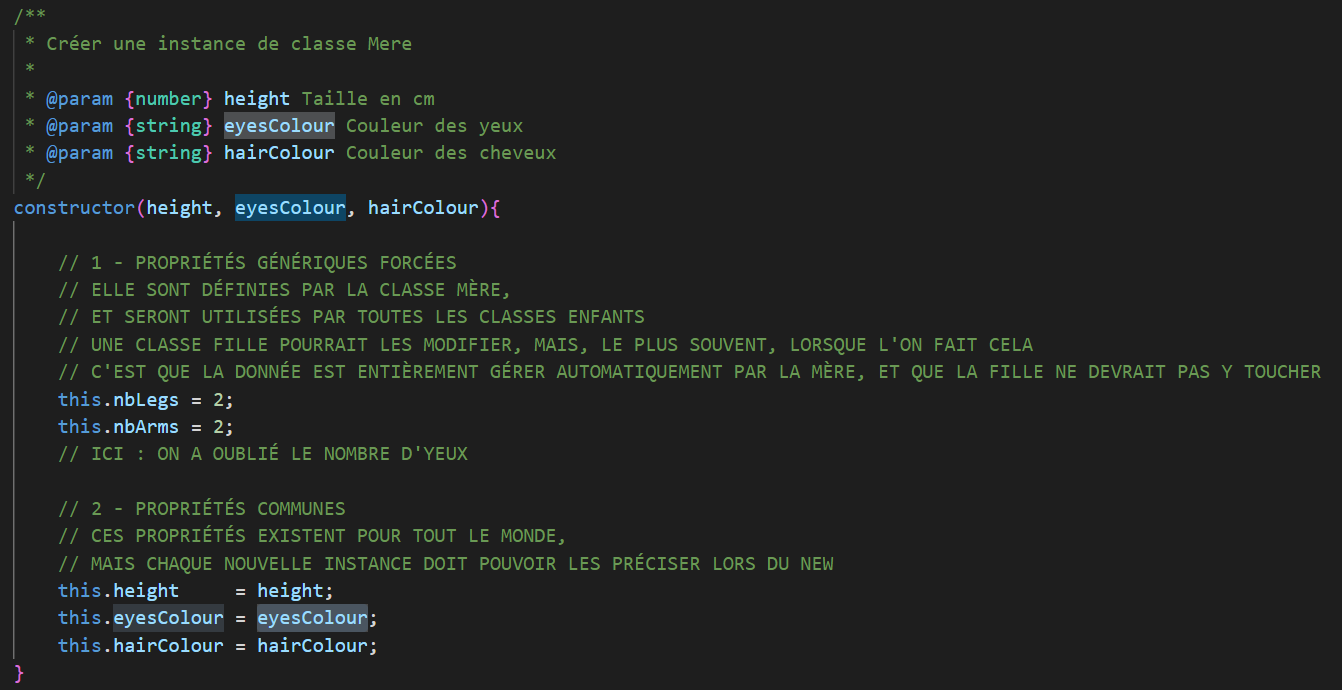 /**
 * Créer une instance de classe Mere
 *
 * @param {number} height Taille en cm
 * @param {string} eyesColour Couleur des yeux
 * @param {string} hairColour Couleur des cheveux
 */
constructor(height, eyesColour, hairColour){
// 1 - PROPRIÉTÉS GÉNÉRIQUES FORCÉES
// ELLE SONT DÉFINIES PAR LA CLASSE MÈRE,
// ET SERONT UTILISÉES PAR TOUTES LES CLASSES ENFANTS
// UNE CLASSE FILLE POURRAIT LES MODIFIER, MAIS, LE PLUS SOUVENT, LORSQUE L'ON FAIT CELA
// C'EST QUE LA DONNÉE EST ENTIÈREMENT GÉRER AUTOMATIQUEMENT PAR LA MÈRE, ET QUE LA FILLE NE DEVRAIT PAS Y TOUCHER
this.nbLegs = 2;
this.nbArms = 2;
// ICI : ON A OUBLIÉ LE NOMBRE D'YEUX
// 2 - PROPRIÉTÉS COMMUNES
// CES PROPRIÉTÉS EXISTENT POUR TOUT LE MONDE,
// MAIS CHAQUE NOUVELLE INSTANCE DOIT POUVOIR LES PRÉCISER LORS DU NEW
this.height     = height;
this.eyesColour = eyesColour;
this.hairColour = hairColour;
}